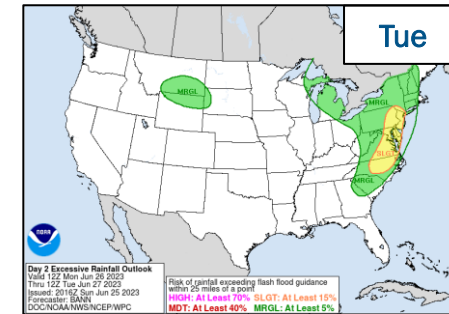 Tue
MRGL
MRGL
SLGT
MRGL
NOAA
Day 2 Excessive Rainfall Outlook
Valid 12Z Mon Jun 26 2023
Thru 12Z Tue Jun 27 2023
Issued: 2016Z Sun Jun 25 2023
Forecaster: BANN
DOC/NOAA/NWS/NCEP/WPC
Risk of rainfall exceeding flash flood guidance
within 25 miles of a point
HIGH: At Least 70% SLGT: At Least 15%
MDT: At Least 40% MRGL: At Least 5%